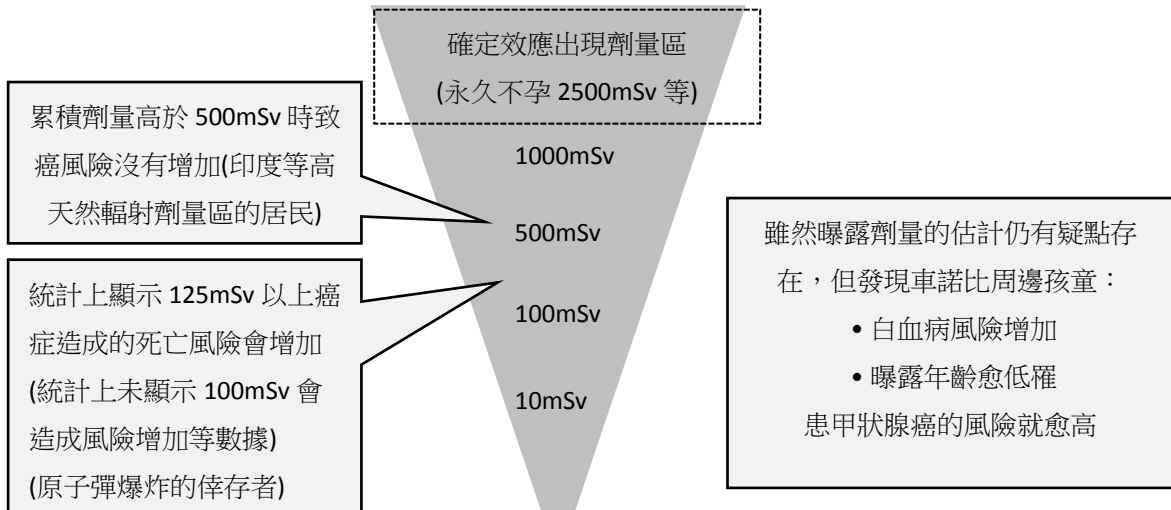 確定效應出現劑量區
(永久不孕 2500mSv 等)
累積劑量高於 500mSv 時致
癌風險沒有增加(印度等高
天然輻射劑量區的居民)
1000mSv
500mSv
100mSv
10mSv
統計上顯示 125mSv 以上癌
症造成的死亡風險會增加
(統計上未顯示 100mSv 會
造成風險增加等數據)
(原子彈爆炸的倖存者)
雖然曝露劑量的估計仍有疑點存
在，但發現車諾比周邊孩童：
• 白血病風險增加
• 曝露年齡愈低罹
患甲狀腺癌的風險就愈高